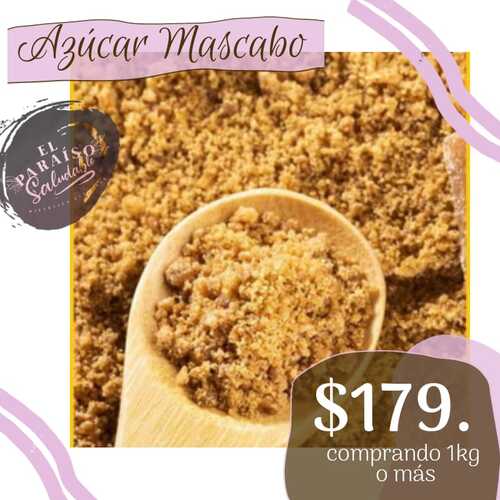 Azúcar Mascabo
EL
PARAÍSO
Saludable
$179.
comprando 1kg
o más